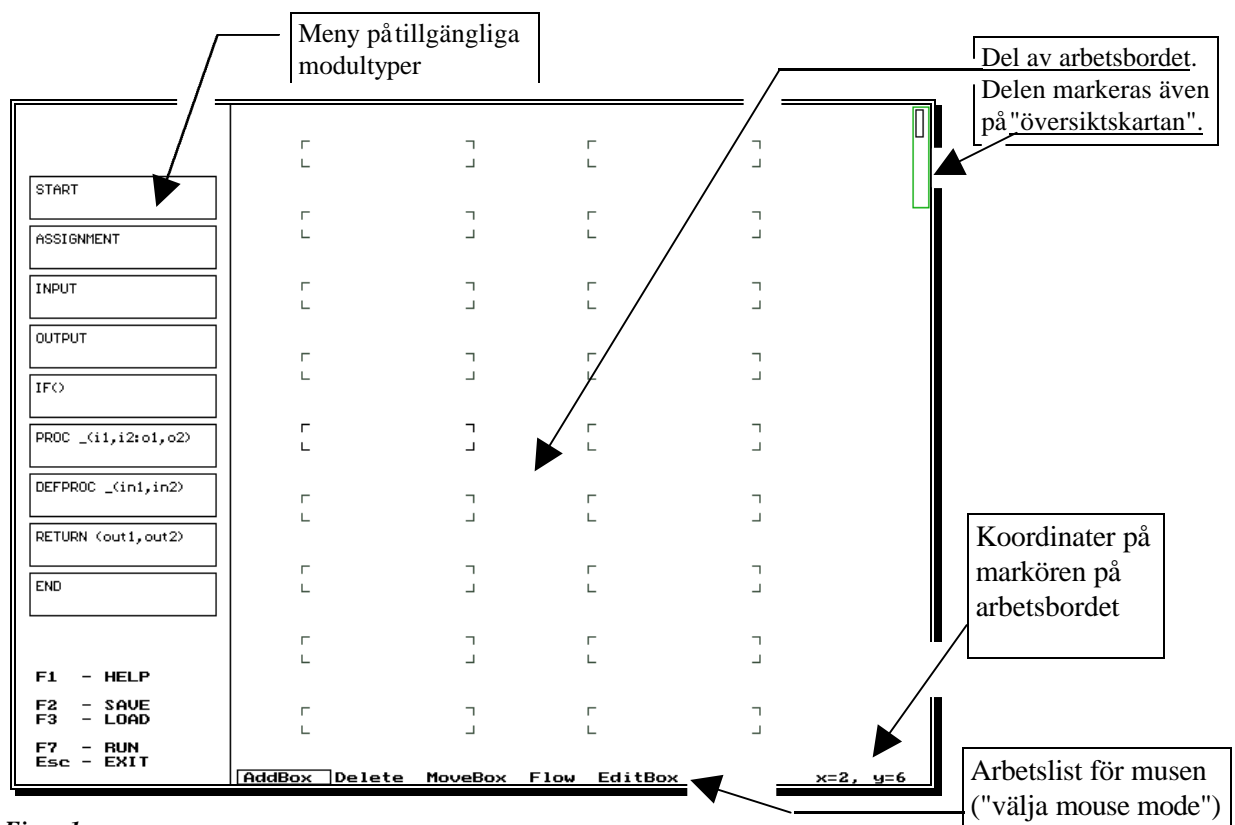 Meny på tillgängliga
modultyper
Del av arbetsbordet.
Delen markeras även
på "översiktskartan".
START
ASSIGNMENT
INPUT
OUTPUT
IF()
PROC _(i1,i2:o1,o2)
DEFPROC _(in1,in2)
RETURN (out1,out2)
END
Koordinater på
markören på
arbetsbordet
F1 - HELP
F2 - SAVE
F3 - LOAD
F7 - RUN
Esc - EXIT
AddBox Delete MoveBox Flow EditBox x=2, y=6
Arbetslist för musen
("välja mouse mode")